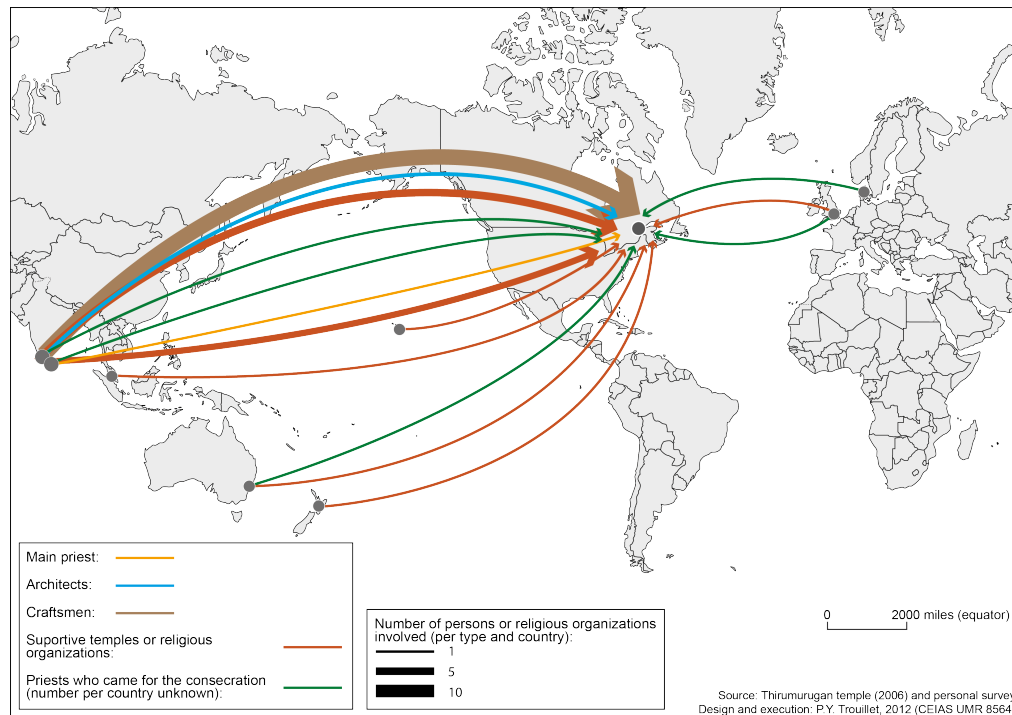 Main priest:
Architects:
Craftsmen:
Suportive temples or religious
organizations:
Priests who came for the consecration
(number per country unknown):
Number of persons or religious organizations
involved (per type and country):
1
5
10
0 2000 miles (equator)
Source: Thirumurugan temple (2006) and personal survey
Design and execution: P.Y. Trouillet, 2012 (CEIAS UMR 8564